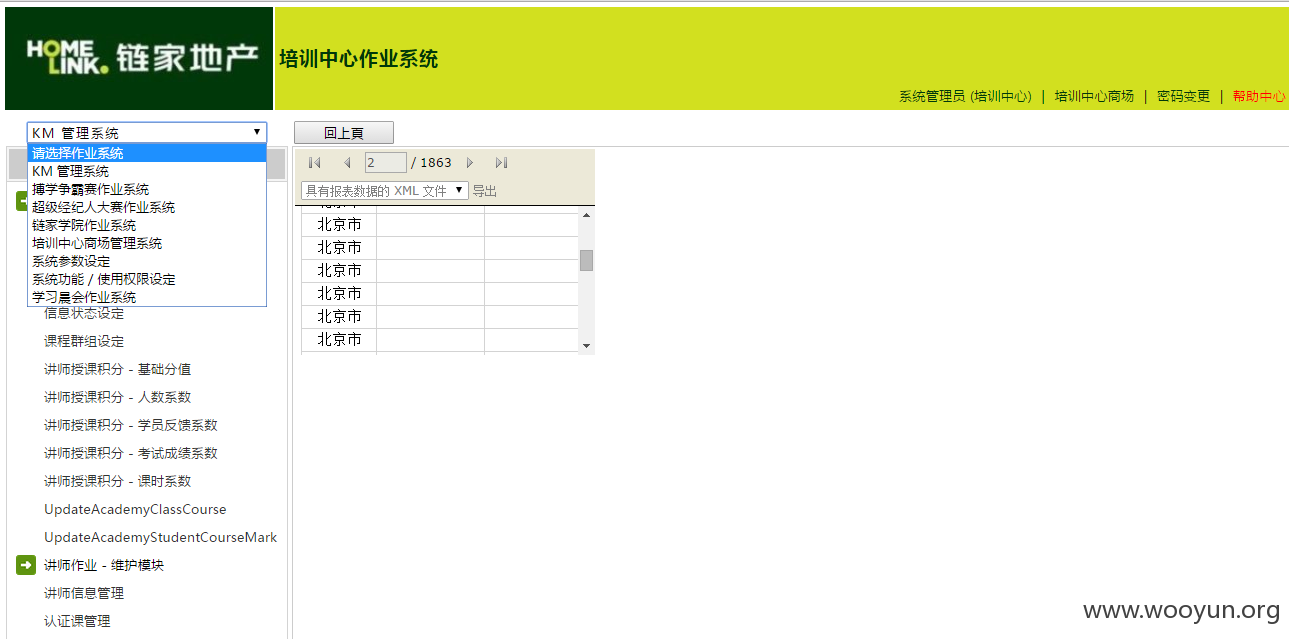 HOME LINK. 链家地产
培训中心作业系统
系统管理员 (培训中心) | 培训中心商场 | 密码变更 | 帮助中心
KM 管理系统
请选择作业系统
KM 管理系统
搏学争霸赛作业系统
超级经纪人大赛作业系统
链家学院作业系统
培训中心商场管理系统
系统参数设定
系统功能 / 使用权限设定
学习晨会作业系统
信息状态设定
课程群组设定
讲师授课积分 - 基础分值
讲师授课积分 - 人数系数
讲师授课积分 - 学员反馈系数
讲师授课积分 - 考试成绩系数
讲师授课积分 - 课时系数
UpdateAcademyClassCourse
UpdateAcademyStudentCourseMark
讲师作业 - 维护模块
讲师信息管理
认证课管理
回上頁
2 / 1863
具有报表数据的 XML 文件 导出
北京市
北京市
北京市
北京市
北京市
北京市
www.wooyun.org